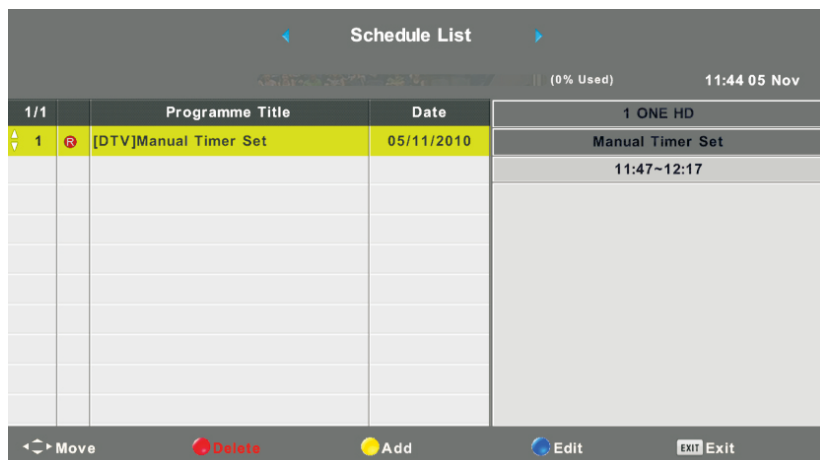 Schedule List
(0% Used) 11:44 05 Nov
1/1 Programme Title Date
1 R [DTV]Manual Timer Set 05/11/2010
1 ONE HD
Manual Timer Set
11:47~12:17
Move Delete Add Edit EXIT Exit